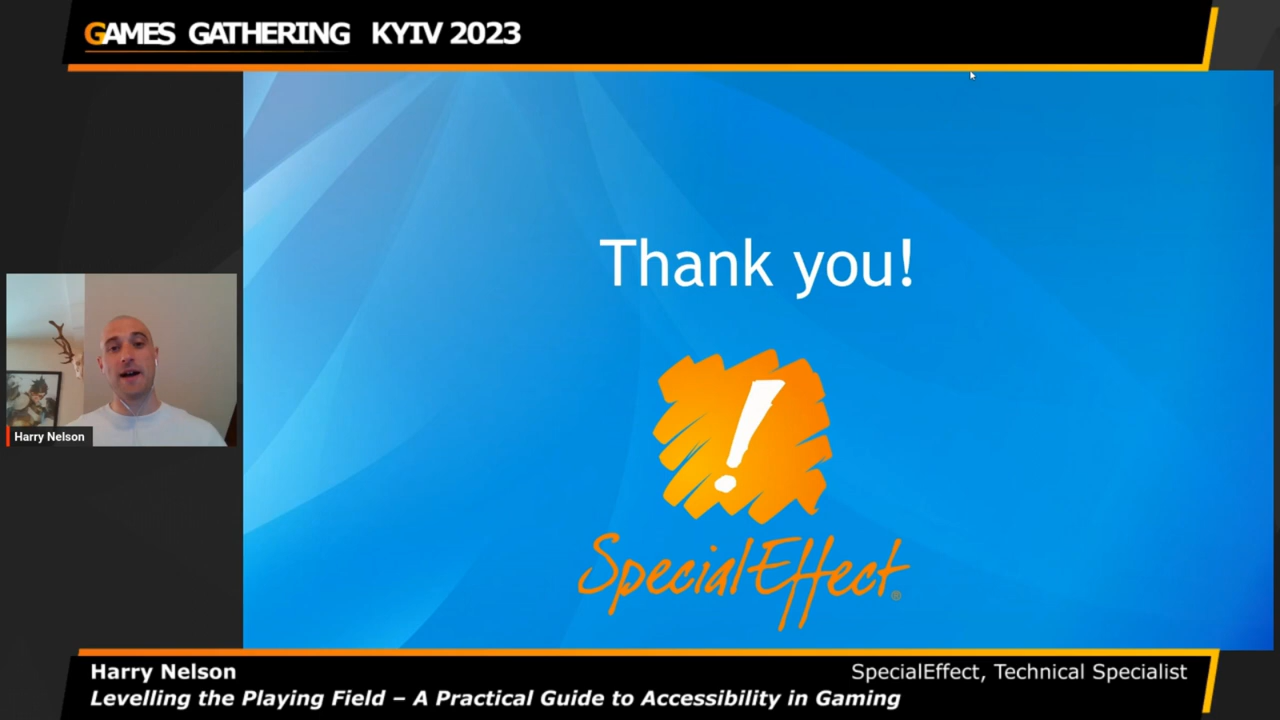 GAMES GATHERING KYIV 2023
Thank you!
!
SpecialEffect®
Harry Nelson
Harry Nelson
SpecialEffect, Technical Specialist
Levelling the Playing Field – A Practical Guide to Accessibility in Gaming